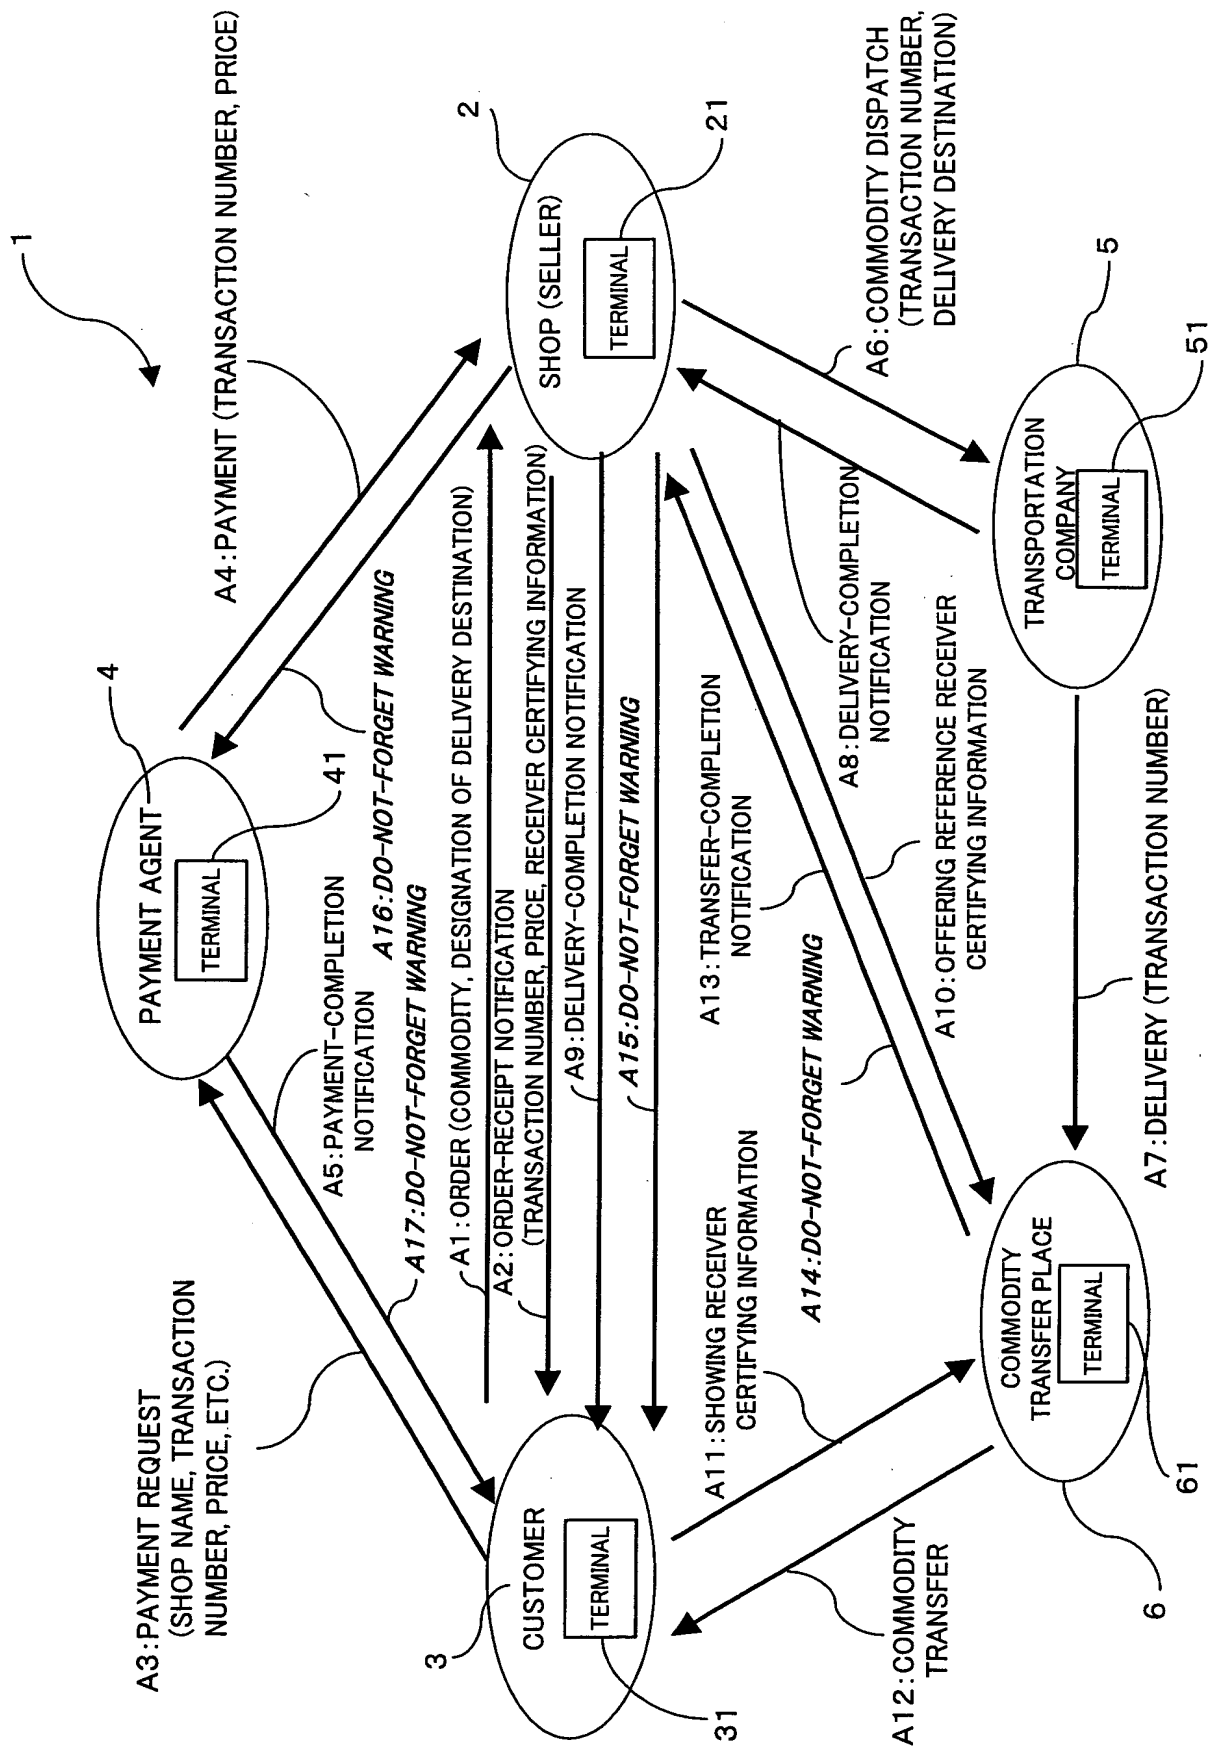 1
A4:PAYMENT (TRANSACTION NUMBER, PRICE)
4
PAYMENT AGENT
TERMINAL
41
A3:PAYMENT REQUEST
(SHOP NAME, TRANSACTION
NUMBER, PRICE, ETC.)
A5:PAYMENT-COMPLETION
NOTIFICATION
A16:DO-NOT-FORGET WARNING
A17:DO-NOT-FORGET WARNING
A1:ORDER (COMMODITY, DESIGNATION OF DELIVERY DESTINATION)
A2:ORDER-RECEIPT NOTIFICATION
(TRANSACTION NUMBER, PRICE, RECEIVER CERTIFYING INFORMATION)
A9:DELIVERY-COMPLETION NOTIFICATION
A15:DO-NOT-FORGET WARNING
2
SHOP (SELLER)
TERMINAL
21
3
CUSTOMER
TERMINAL
31
A11:SHOWING RECEIVER
CERTIFYING INFORMATION
A13:TRANSFER-COMPLETION
NOTIFICATION
A14:DO-NOT-FORGET WARNING
A8:DELIVERY-COMPLETION
NOTIFICATION
A10:OFFERING REFERENCE RECEIVER
CERTIFYING INFORMATION
A6:COMMODITY DISPATCH
(TRANSACTION NUMBER,
DELIVERY DESTINATION)
A12:COMMODITY
TRANSFER
COMMODITY
TRANSFER PLACE
TERMINAL
6
61
TRANSPORTATION
COMPANY
TERMINAL
5
51
A7:DELIVERY (TRANSACTION NUMBER)